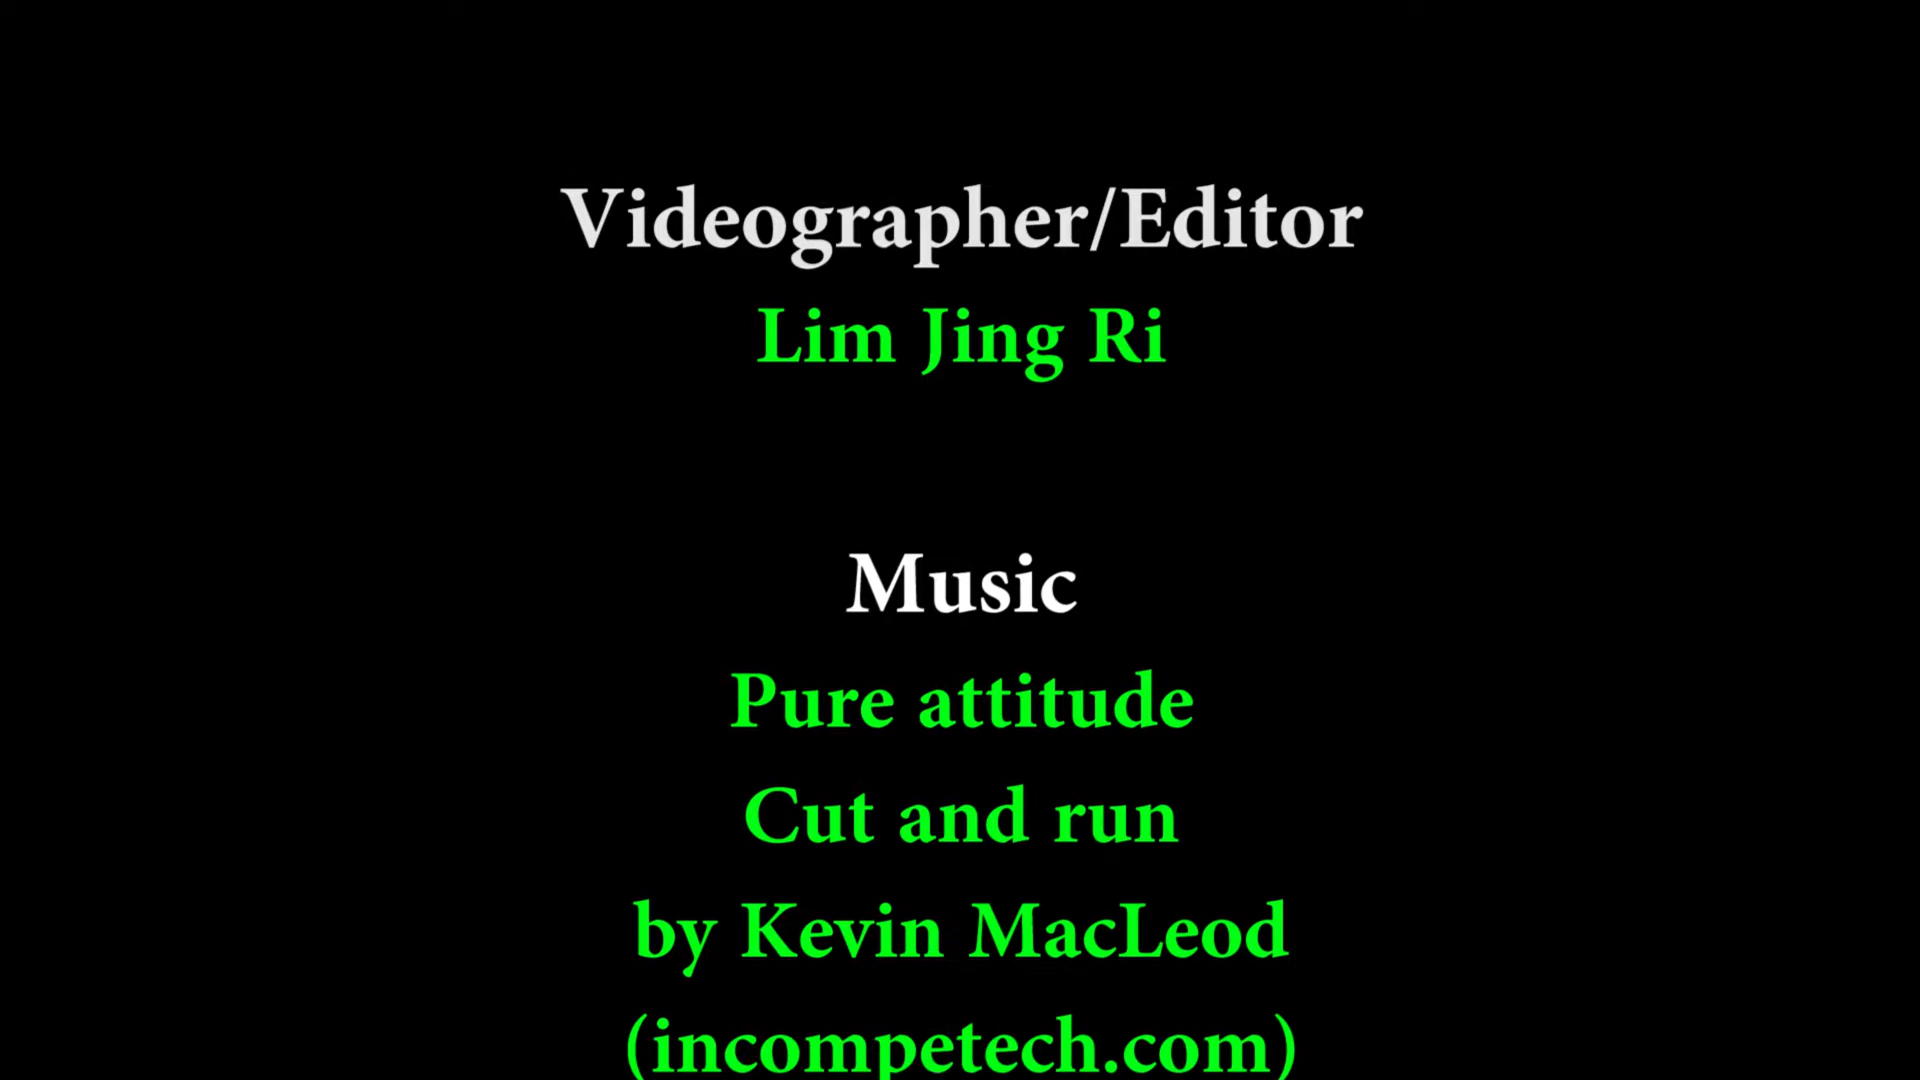 Videographer/Editor
Lim Jing Ri
Music
Pure attitude
Cut and run
by Kevin MacLeod
(incompetech.com)